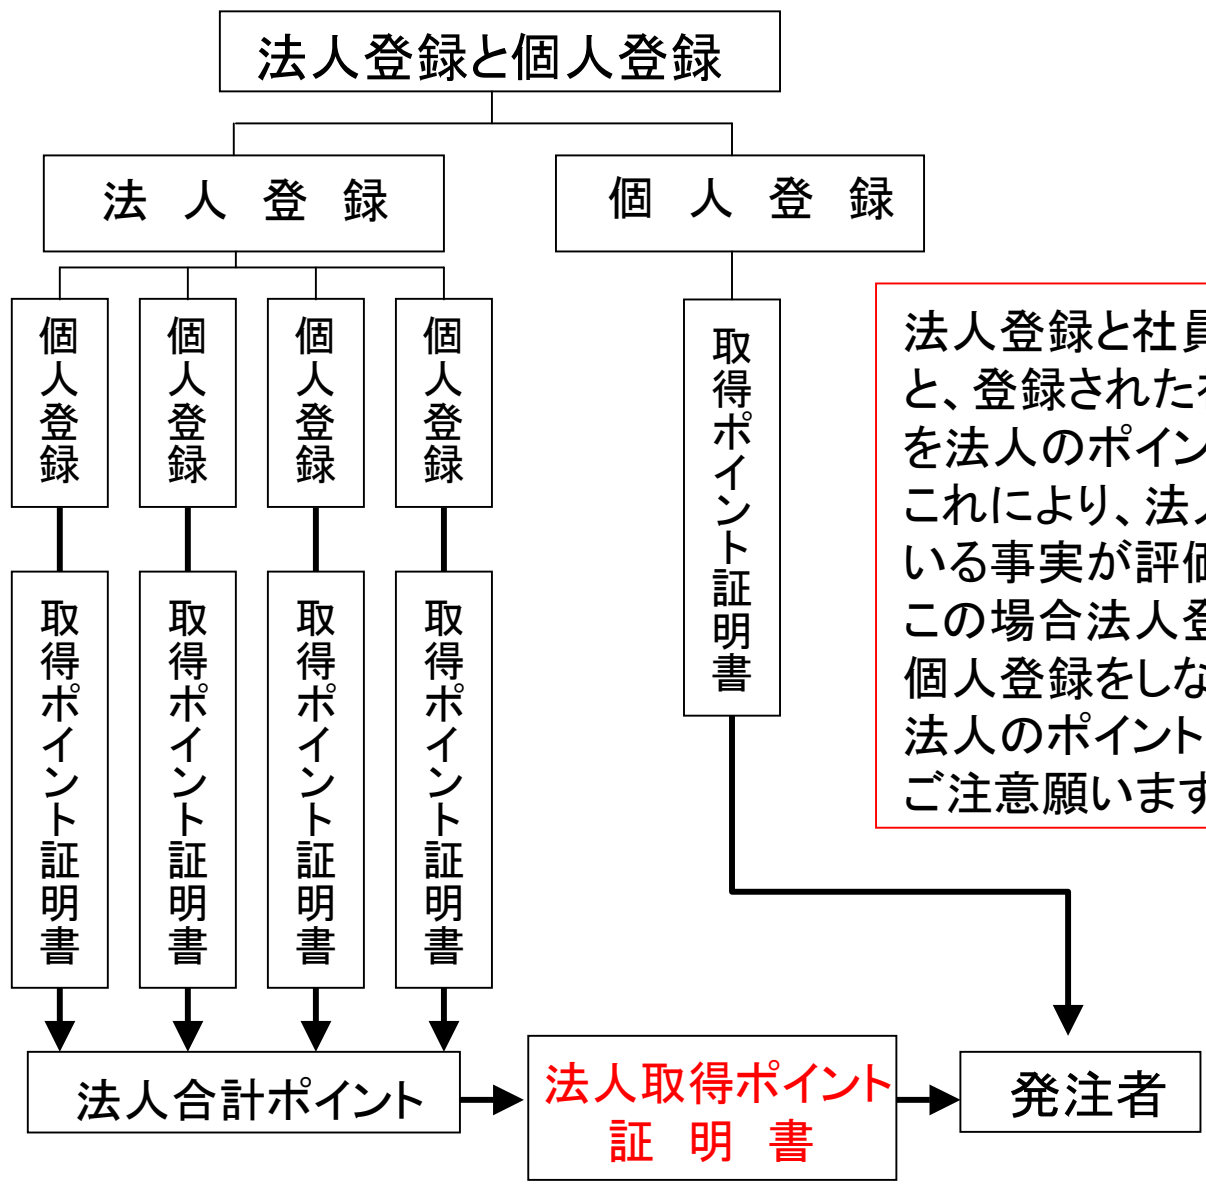 法人登録と個人登録
法　人　登　録
個　人　登　録
個人登録
個人登録
個人登録
個人登録
取得ポイント証明書
法人登録と社員
と、登録された
を法人のポイン
これにより、法人
いる事実が評価
この場合法人登
個人登録をしな
法人のポイント
ご注意願います
取得ポイント証明書
取得ポイント証明書
取得ポイント証明書
取得ポイント証明書
法人合計ポイント
法人取得ポイント
証　明　書
発注者